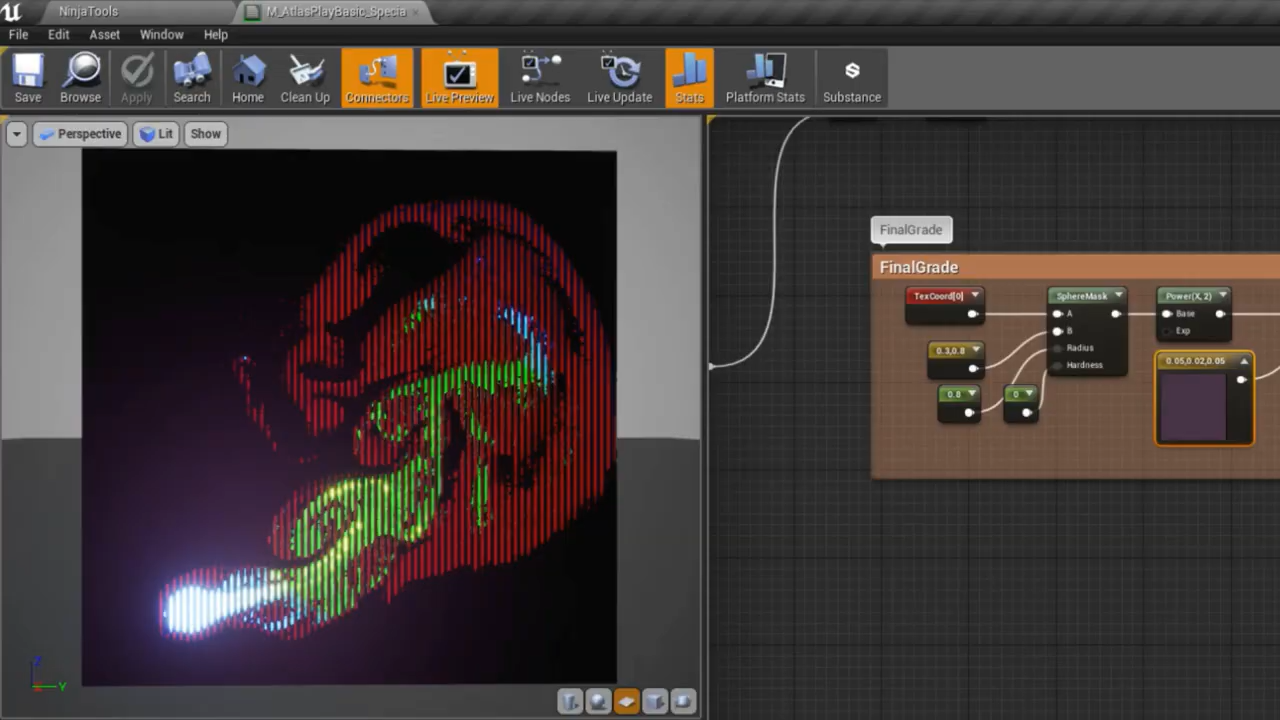 NinjaTools
M_AtlasPlayBasic_Specia
File Edit Asset Window Help
Save Browse Apply Search Home Clean Up Connectors Live Preview Live Nodes Live Update Stats Platform Stats Substance
Perspective Lit Show
FinalGrade
FinalGrade
TexCoord[0] SphereMask Power(X, 2)
A Base
B Exp
0.3,0.8 Radius
Hardness 0.05,0.02,0.05
0.8 0
Z
Y